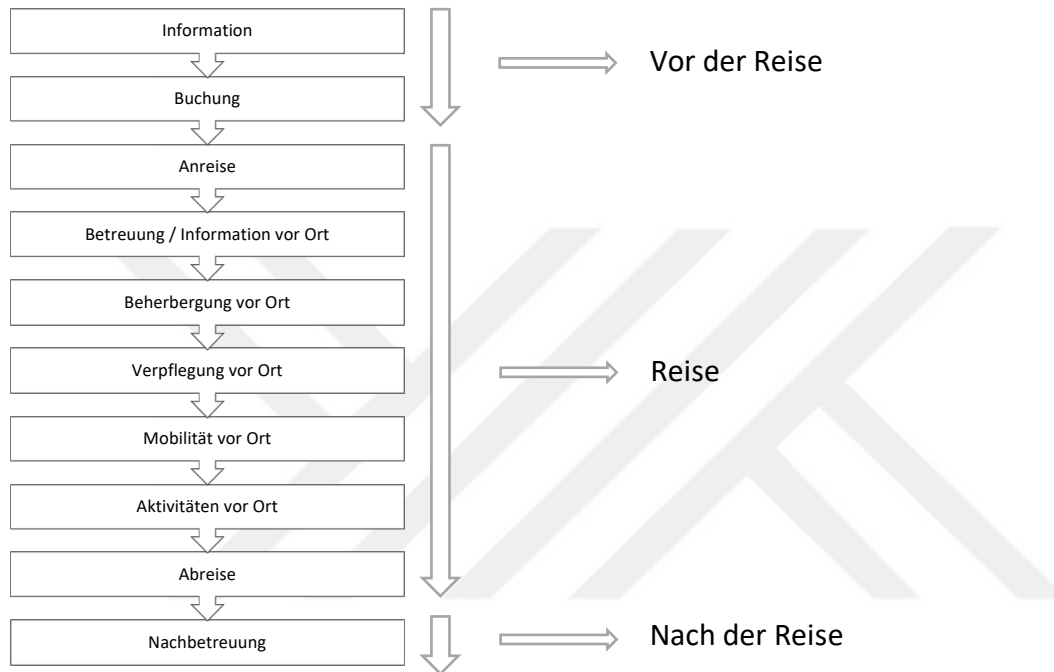 Information
Buchung
Vor der Reise
Anreise
Betreuung / Information vor Ort
Beherbergung vor Ort
Verpflegung vor Ort
Mobilität vor Ort
Aktivitäten vor Ort
Abreise
Reise
Nachbetreuung
Nach der Reise